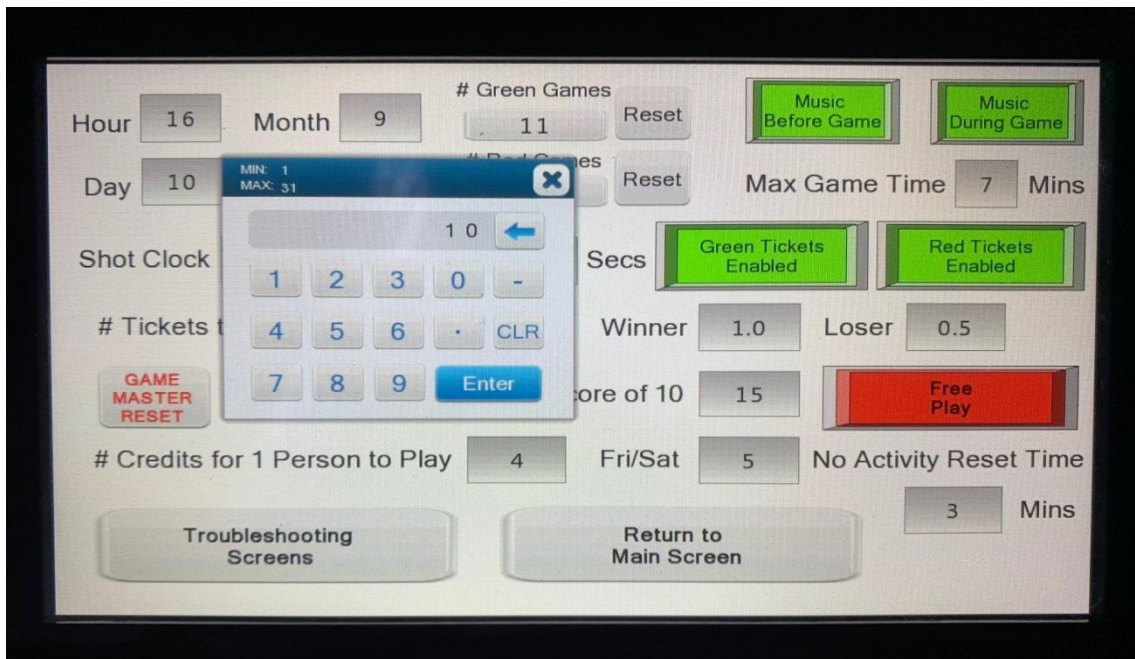 # Green Games
Hour 16 Month 9 11 Reset Music Before Game Music During Game
Day 10 Reset Max Game Time 7 Mins
MIN: 1
MAX: 31
10
1 2 3 0 -
4 5 6 . CLR
7 8 9 Enter
Shot Clock Secs Green Tickets Enabled Red Tickets Enabled
# Tickets Winner 1.0 Loser 0.5
GAME
MASTER
RESET
of 10 15 Free Play
# Credits for 1 Person to Play 4 Fri/Sat 5 No Activity Reset Time
3 Mins
Troubleshooting
Screens
Return to
Main Screen